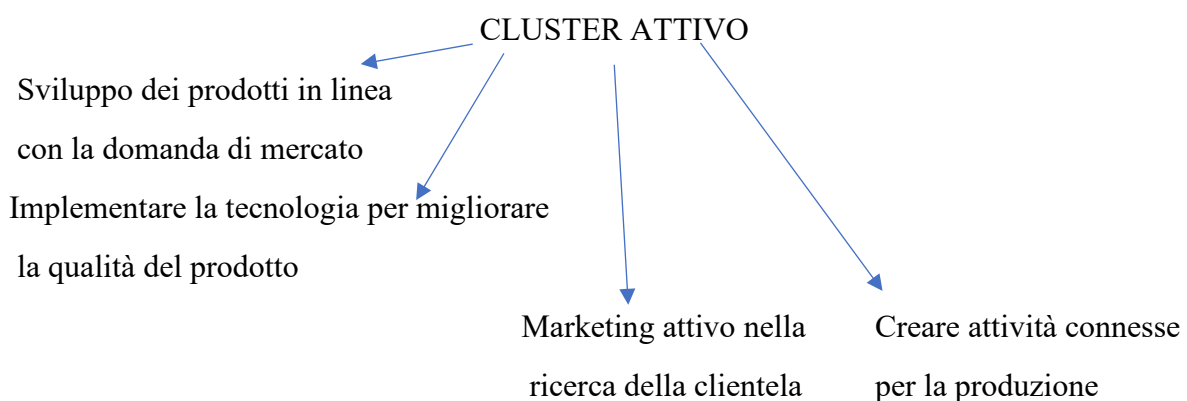 CLUSTER ATTIVO
Sviluppo dei prodotti in linea
con la domanda di mercato
Implementare la tecnologia per migliorare
la qualità del prodotto
Marketing attivo nella
ricerca della clientela
Creare attività connesse
per la produzione